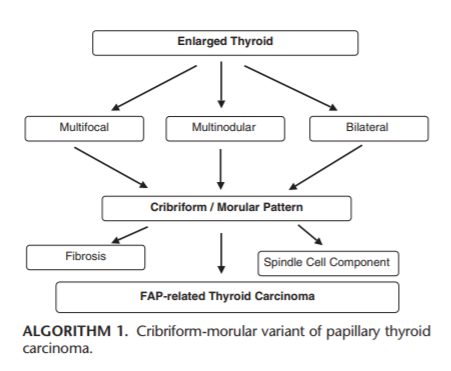 Enlarged Thyroid
Multifocal
Multinodular
Bilateral
Cribriform / Morular Pattern
Fibrosis
Spindle Cell Component
FAP-related Thyroid Carcinoma
ALGORITHM 1. Cribriform-morular variant of papillary thyroid
carcinoma.